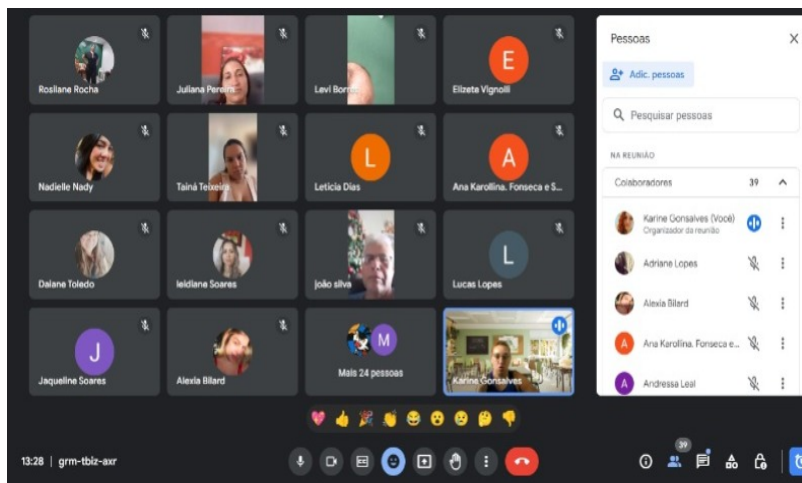 Rosilane Rocha
Juliana Pereira
Levi Borges
E
Elizete Vignolli
Nadielle Nady
Tainá Teixeira
L
Leticia Dias
A
Ana Karollina. Fonseca e S...
Daiane Toledo
leidiane Soares
joão silva
L
Lucas Lopes
J
Jaqueline Soares
Alexia Bilard
M
Mais 24 pessoas
Karine Gonsalves
13:28 | grm-tbiz-axr
39
Pessoas
Adic. pessoas
Pesquisar pessoas
NA REUNIÃO
Colaboradores 39
Karine Gonsalves (Você)
Organizador da reunião
Adriane Lopes
Alexia Bilard
A
Ana Karollina. Fonseca e...
A
Andressa Leal